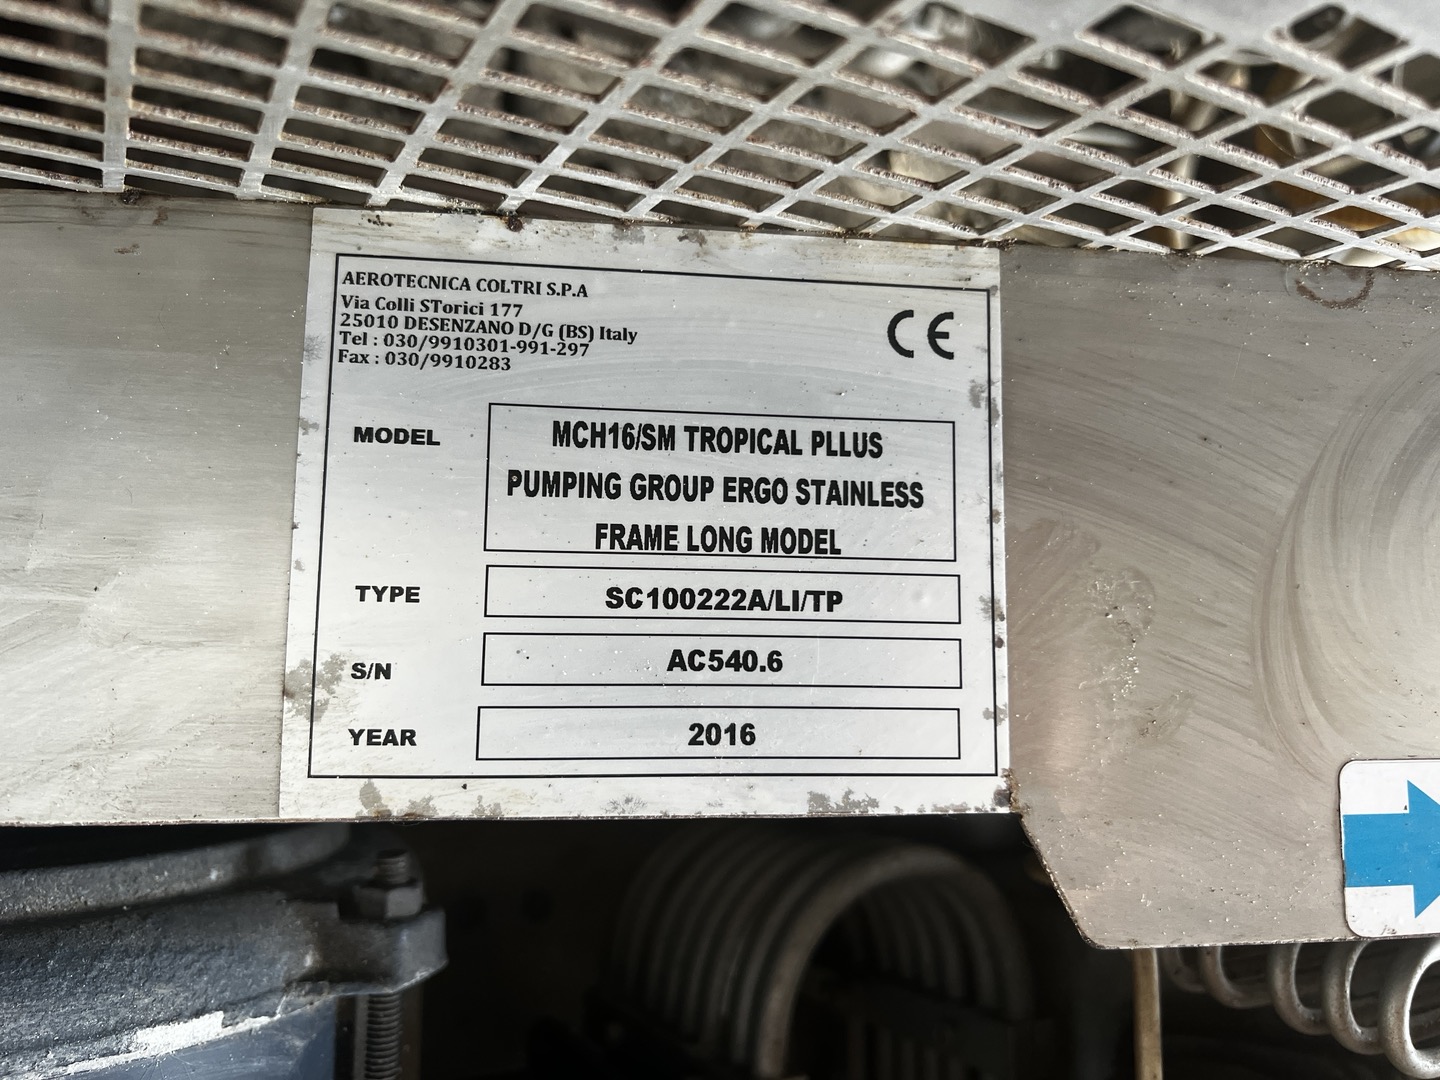 AEROTECNICA COLTRI S.P.A
Via Colli STorici 177
25010 DESENZANO D/G (BS) Italy
Tel : 030/9910301-991-297
Fax : 030/9910283
CE
MODEL
MCH16/SM TROPICAL PLLUS
PUMPING GROUP ERGO STAINLESS
FRAME LONG MODEL
TYPE
SC100222A/LI/TP
S/N
AC540.6
YEAR
2016